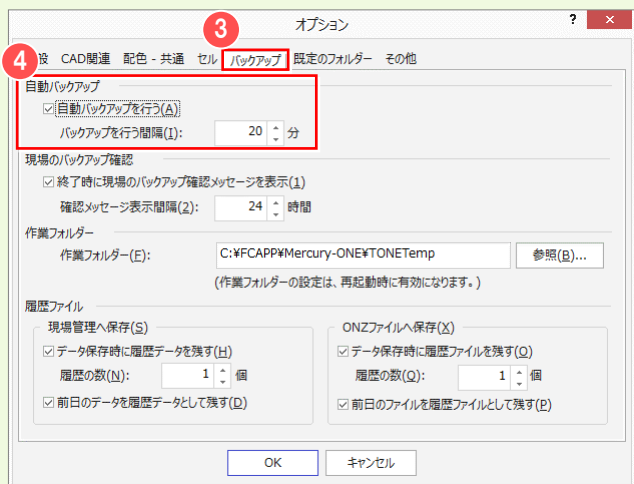 オプション
?
×
3
4
般 CAD関連 配色 - 共通 セル バックアップ 既定のフォルダー その他
自動バックアップ
自動バックアップを行う(A)
バックアップを行う間隔(I): 20 分
現場のバックアップ確認
終了時に現場のバックアップ確認メッセージを表示(1)
確認メッセージ表示間隔(2): 24 時間
作業フォルダー
作業フォルダー(F): C:¥FCAPP¥Mercury-ONE¥TONETemp 参照(B)...
(作業フォルダーの設定は、再起動時に有効になります。)
履歴ファイル
現場管理へ保存(S)
データ保存時に履歴データを残す(H)
履歴の数(N): 1 個
前日のデータを履歴データとして残す(D)
ONZファイルへ保存(X)
データ保存時に履歴ファイルを残す(O)
履歴の数(Q): 1 個
前日のファイルを履歴ファイルとして残す(P)
OK キャンセル